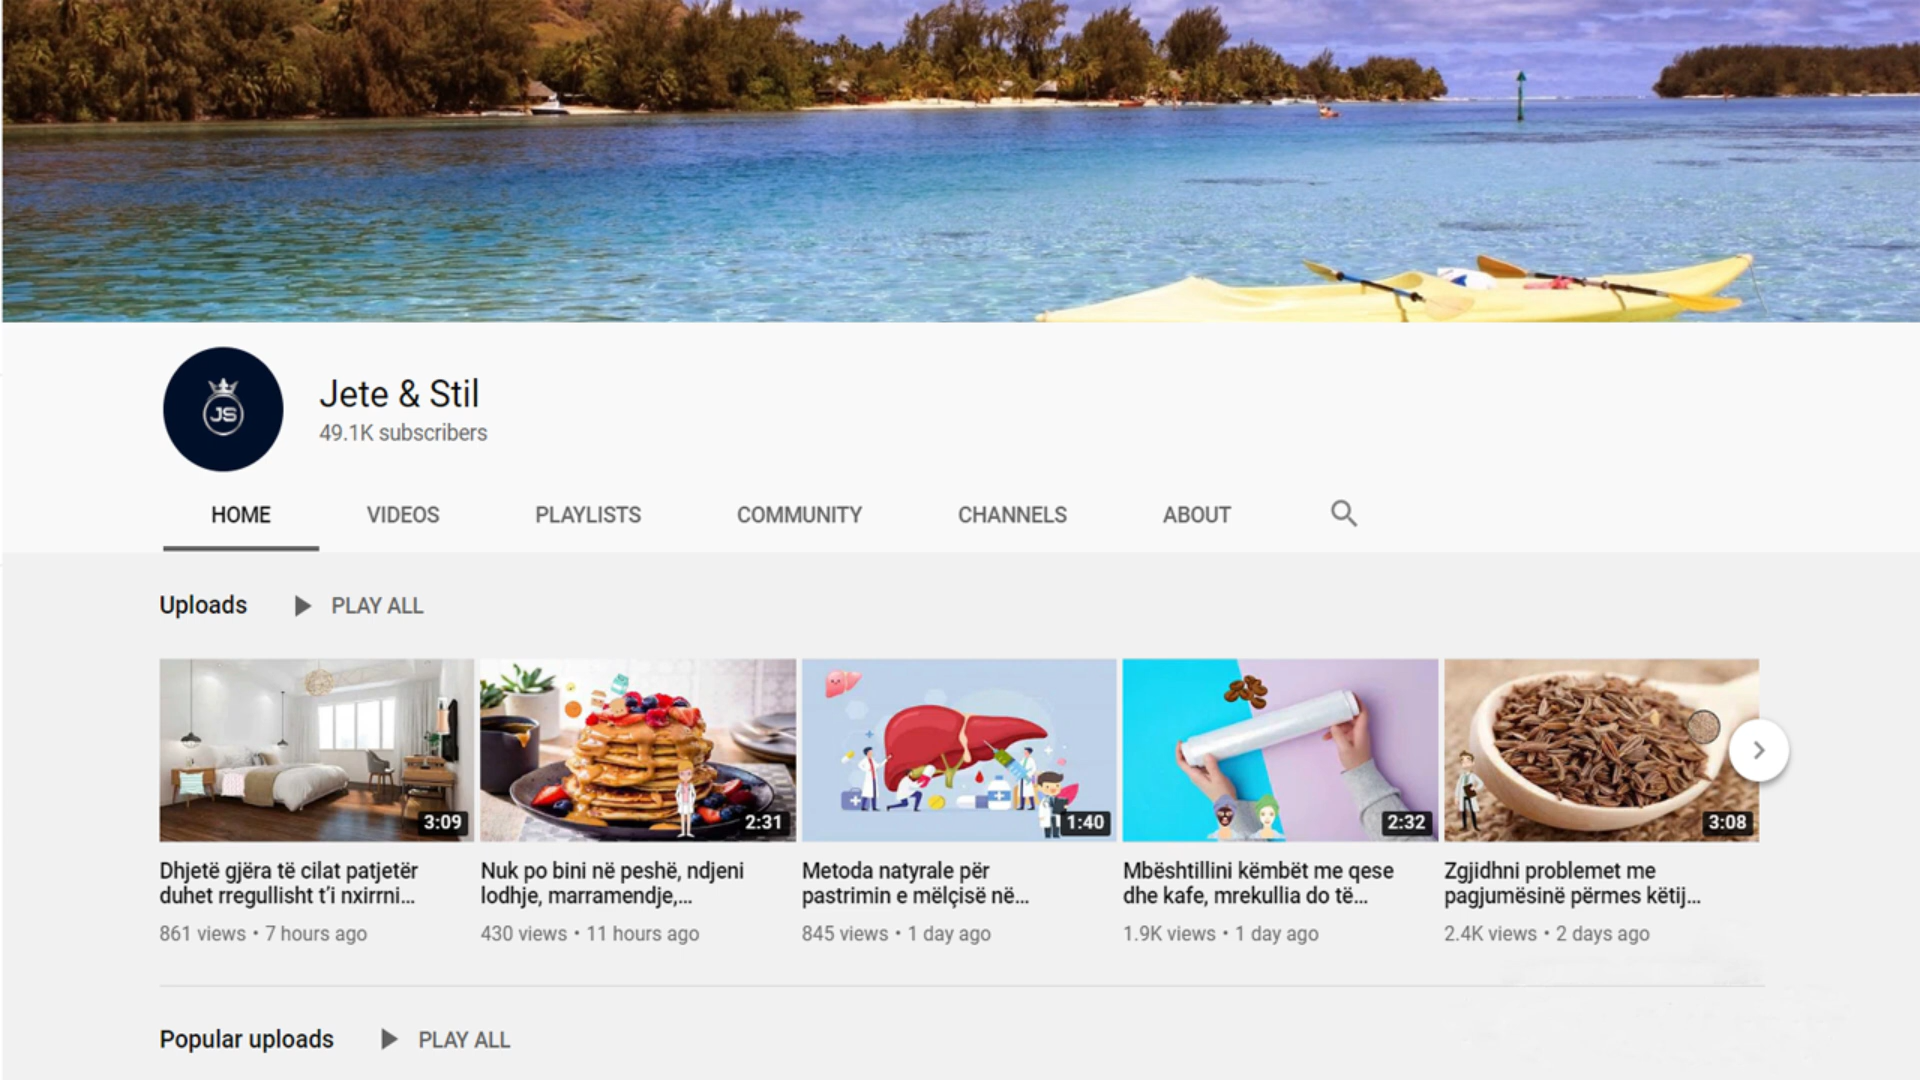 JS
Jete & Stil
49.1K subscribers
HOME VIDEOS PLAYLISTS COMMUNITY CHANNELS ABOUT
Uploads PLAY ALL
3:09 2:31 1:40 2:32 3:08
Dhjetë gjëra të cilat patjetër
duhet rregullisht t'i nxirrni...
861 views • 7 hours ago
Nuk po bini në peshë, ndjeni
lodhje, marramendje,...
430 views • 11 hours ago
Metoda natyrale për
pastrimin e mëlçisë në...
845 views • 1 day ago
Mbështillini këmbët me qese
dhe kafe, mrekullia do të...
1.9K views • 1 day ago
Zgjidhni problemet me
pagjumësinë përmes këtij...
2.4K views • 2 days ago
Popular uploads PLAY ALL